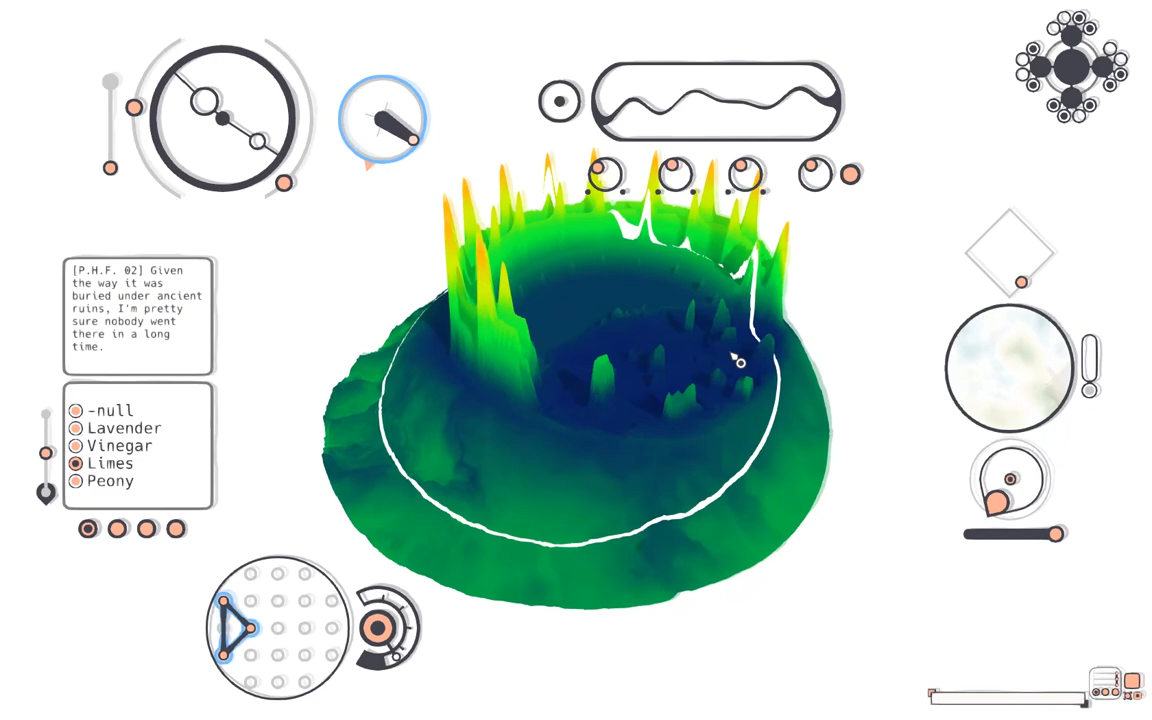 [P.H.F. 02] Given
the way it was
buried under ancient
ruins, I'm pretty
sure nobody went
there in a long
time.
-null
Lavender
Vinegar
Limes
Peony